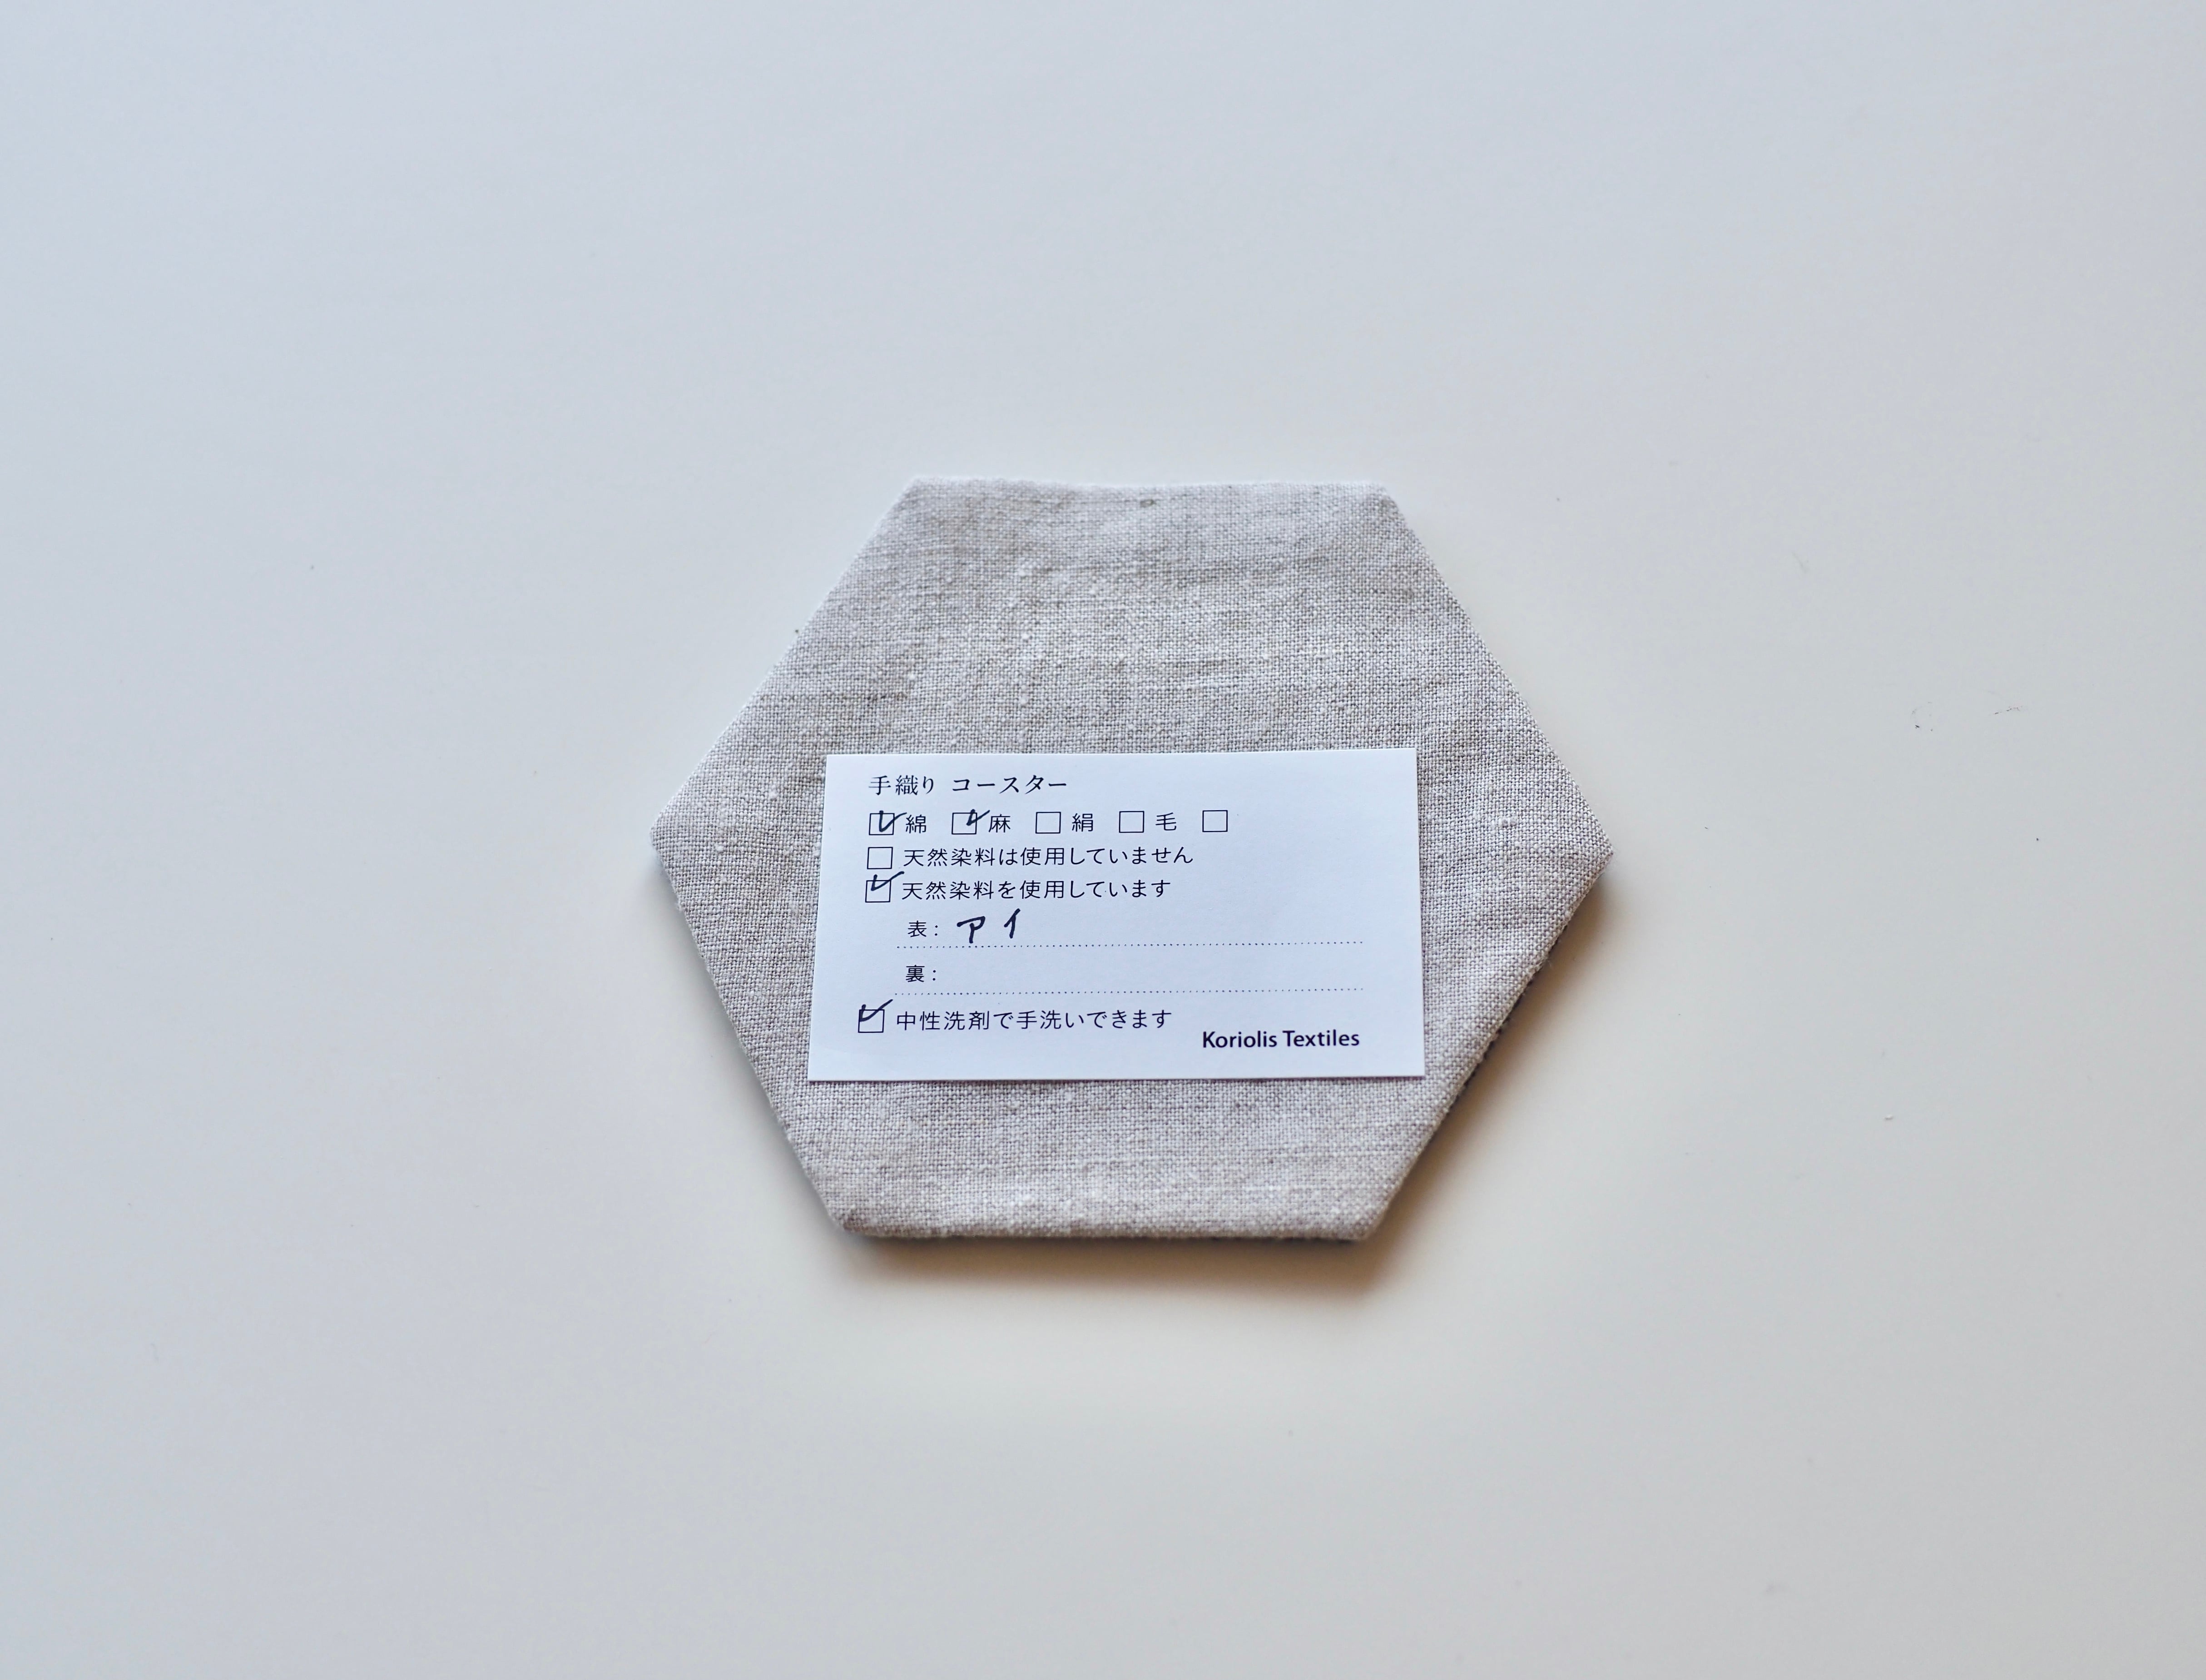 手織り コースター
☑ 綿 ☑ 麻 □ 絹 □ 毛 □
□ 天然染料は使用していません
☑ 天然染料を使用しています
表: アイ
裏:
☑ 中性洗剤で手洗いできます
Koriolis Textiles